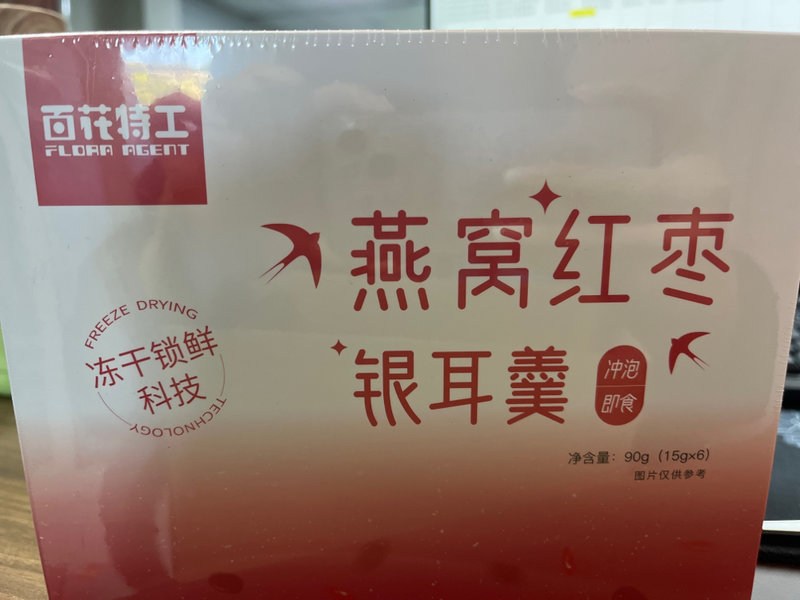 百花特工
FLORA AGENT
燕窝红枣
银耳羹
冲泡
即食
FREEZE DRYING
冻干锁鲜
科技
TECHNOLOGY
净含量：90g（15g×6）
图片仅供参考